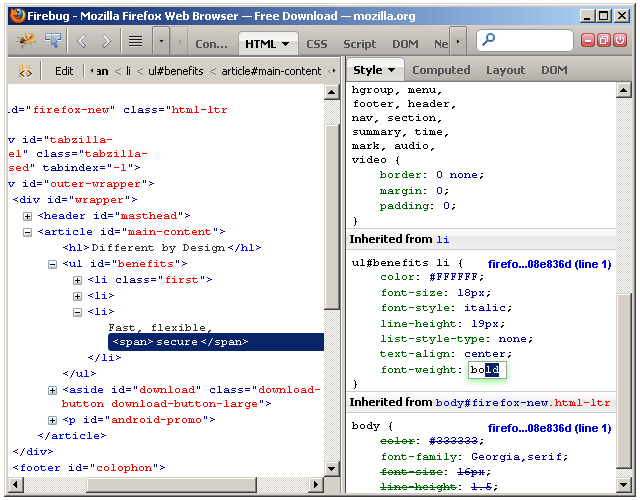 Firebug - Mozilla Firefox Web Browser — Free Download — mozilla.org
Con... HTML CSS Script DOM Ne
Edit an < li < ul#benefits < article#main-content
d="firefox-new" class="html-ltr
v id="tabzilla-
el" class="tabzilla-
sed" tabindex="-1">
v id="outer-wrapper">
<div id="wrapper">
<header id="masthead">
<article id="main-content">
<h1>Different by Design</h1>
<ul id="benefits">
<li class="first">
<li>
<li>
Fast, flexible,
<span>secure</span>
</li>
</ul>
<aside id="download" class="download-
button download-button-large">
<p id="android-promo">
</article>
</div>
<footer id="colophon">
Style Computed Layout DOM
hgroup, menu,
footer, header,
nav, section,
summary, time,
mark, audio,
video {
border: 0 none;
margin: 0;
padding: 0;
}
Inherited from li
ul#benefits li { firefo...08e836d (line 1)
color: #FFFFFF;
font-size: 18px;
font-style: italic;
line-height: 19px;
list-style-type: none;
text-align: center;
font-weight: bold
}
Inherited from body#firefox-new.html-ltr
body { firefo...08e836d (line 1)
color: #333333;
font-family: Georgia,serif;
font-size: 16px;
line-height: 1.5;